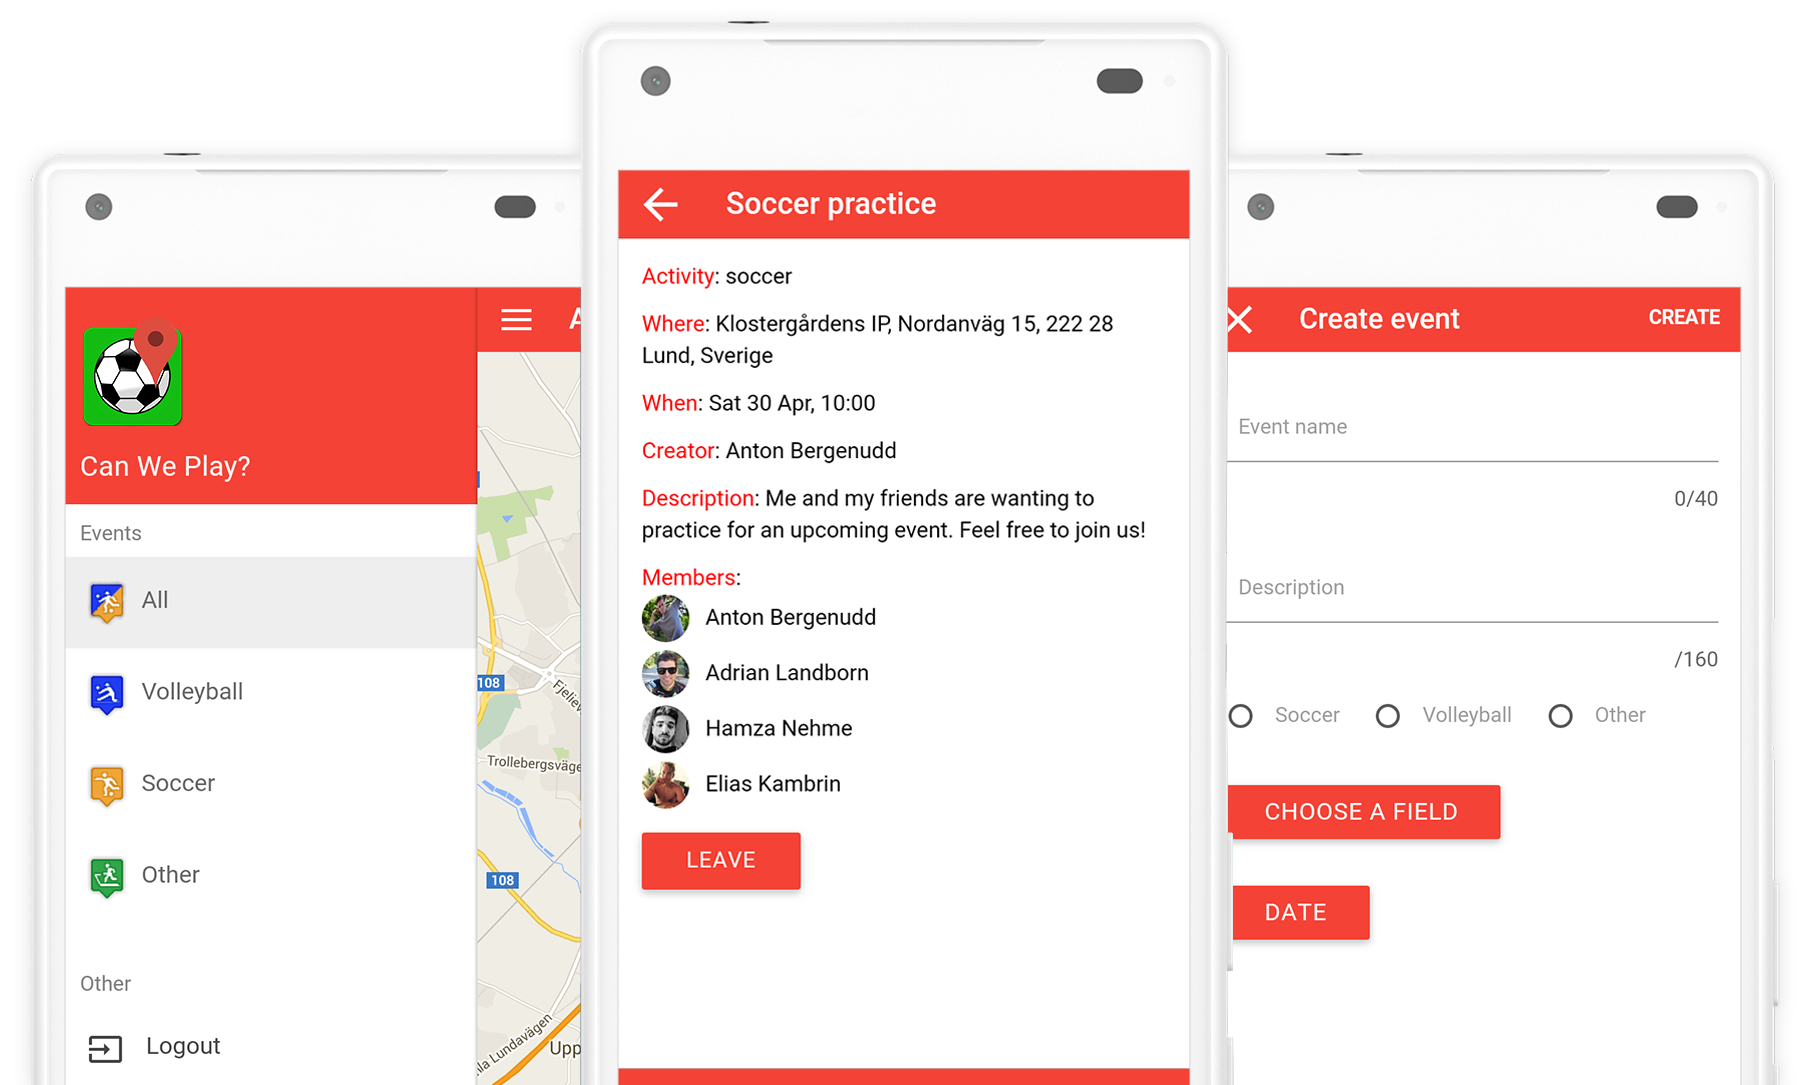 Can We Play?
Events
All
Volleyball
Soccer
Other
Other
Logout
A
108
Trollebergsväge
108
Upp
Soccer practice
Activity: soccer
Where: Klostergårdens IP, Nordanväg 15, 222 28
Lund, Sverige
When: Sat 30 Apr, 10:00
Creator: Anton Bergenudd
Description: Me and my friends are wanting to
practice for an upcoming event. Feel free to join us!
Members:
Anton Bergenudd
Adrian Landborn
Hamza Nehme
Elias Kambrin
LEAVE
Create event
CREATE
Event name
0/40
Description
/160
Soccer
Volleyball
Other
CHOOSE A FIELD
DATE